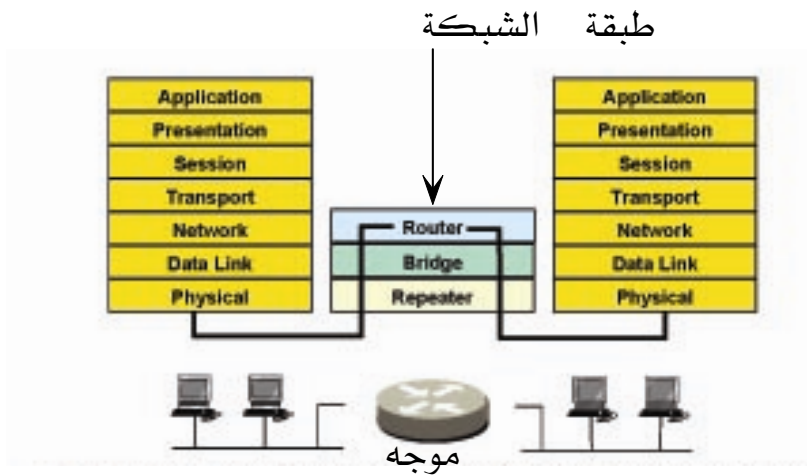 طبقة الشبكة
Application
Presentation
Session
Transport
Network
Data Link
Physical
Router
Bridge
Repeater
Application
Presentation
Session
Transport
Network
Data Link
Physical
موجه